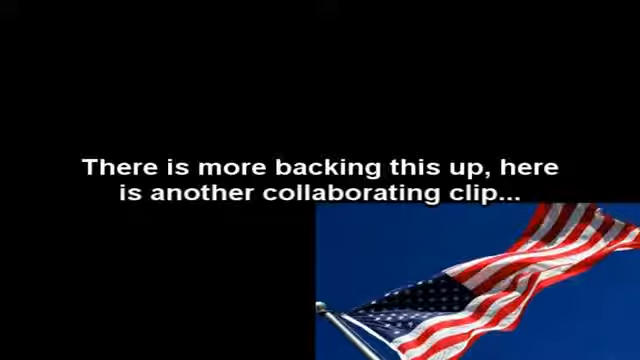 There is more backing this up, here
is another collaborating clip...